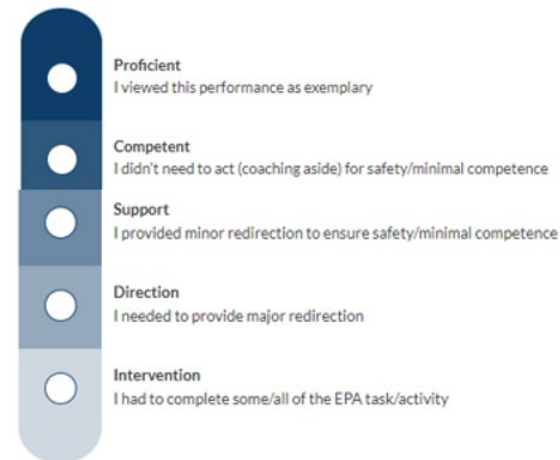 Proficient
I viewed this performance as exemplary
Competent
I didn't need to act (coaching aside) for safety/minimal competence
Support
I provided minor redirection to ensure safety/minimal competence
Direction
I needed to provide major redirection
Intervention
I had to complete some/all of the EPA task/activity